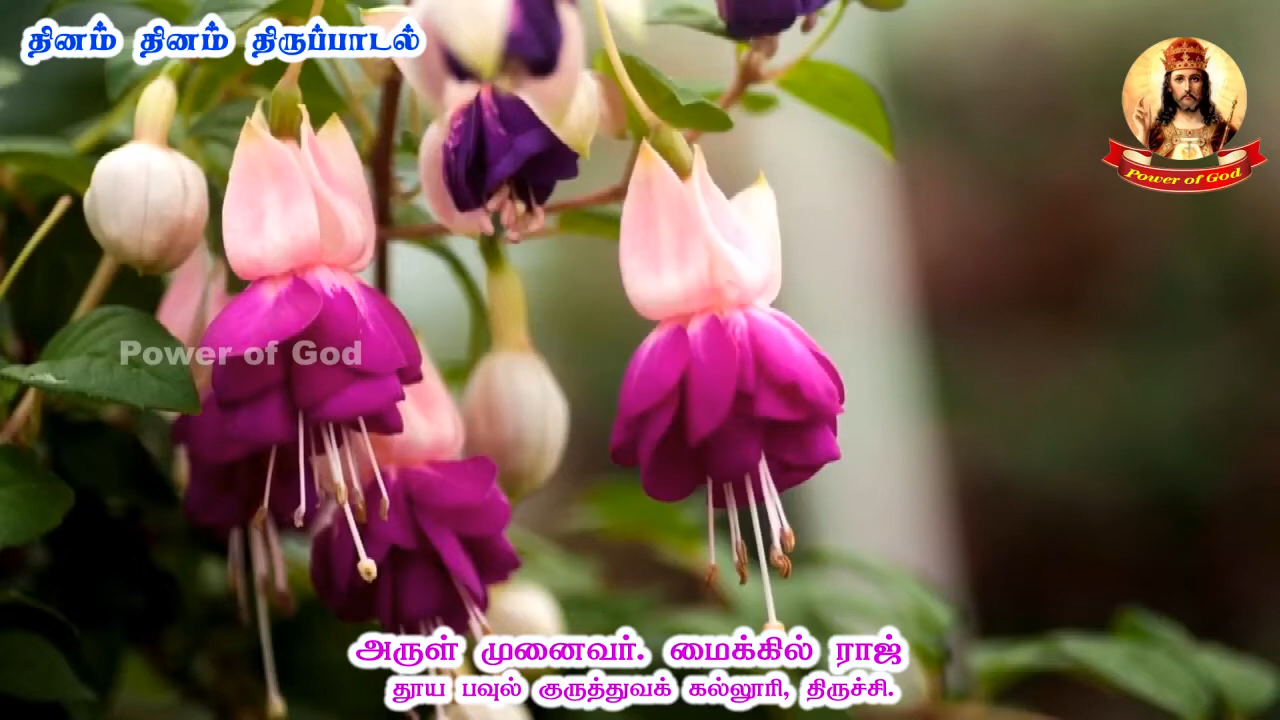 தினம் தினம் திருப்பாடல்
Power of God
Power of God
அருள் முனைவர். மைக்கில் ராஜ்
தூய பவுல் குருத்துவக் கல்லூரி, திருச்சி.